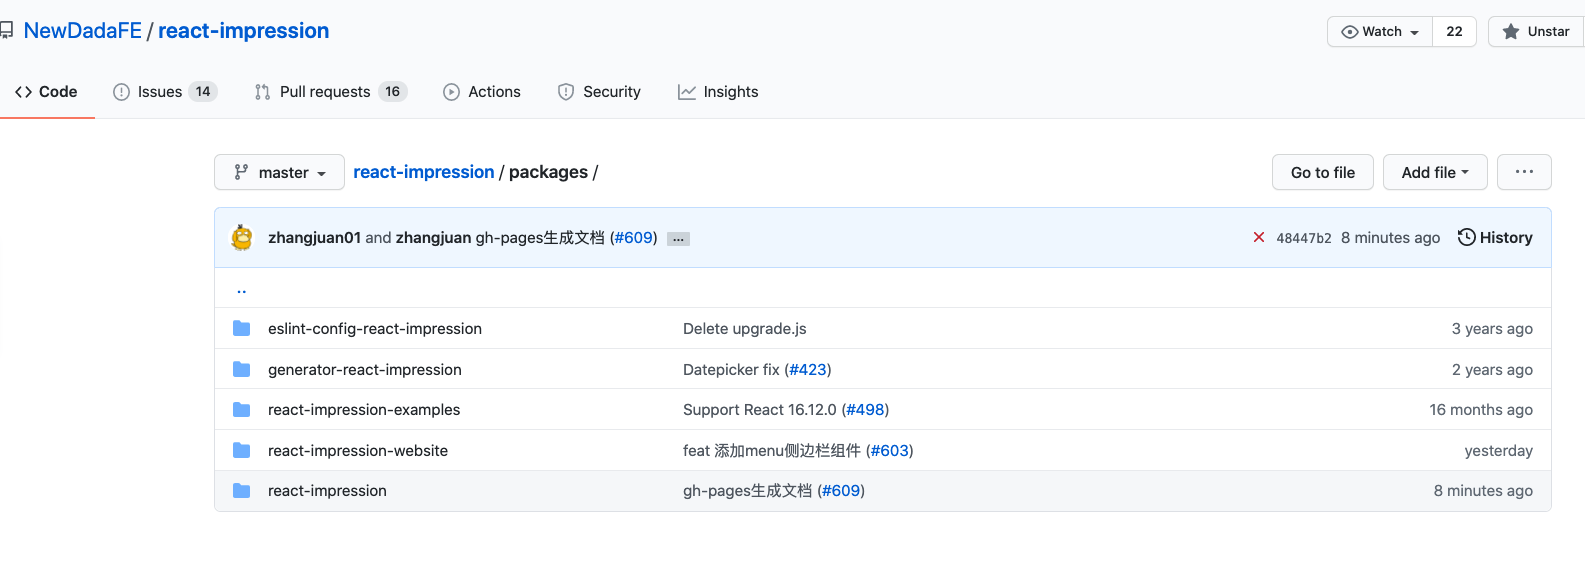 NewDadaFE / react-impression
Watch 22 Unstar
Code Issues 14 Pull requests 16 Actions Security Insights
master react-impression / packages / Go to file Add file ...
zhangjuan01 and zhangjuan gh-pages生成文档 (#609) ... 48447b2 8 minutes ago History
..
eslint-config-react-impression Delete upgrade.js 3 years ago
generator-react-impression Datepicker fix (#423) 2 years ago
react-impression-examples Support React 16.12.0 (#498) 16 months ago
react-impression-website feat 添加menu侧边栏组件 (#603) yesterday
react-impression gh-pages生成文档 (#609) 8 minutes ago